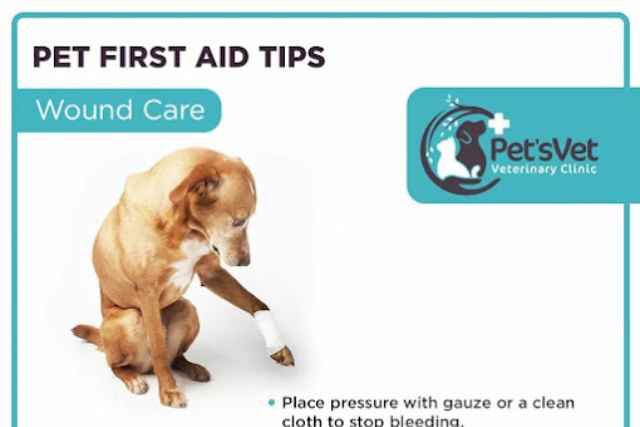 PET FIRST AID TIPS
Wound Care
Pet'sVet
Veterinary Clinic
• Place pressure with gauze or a clean
cloth to stop bleeding.